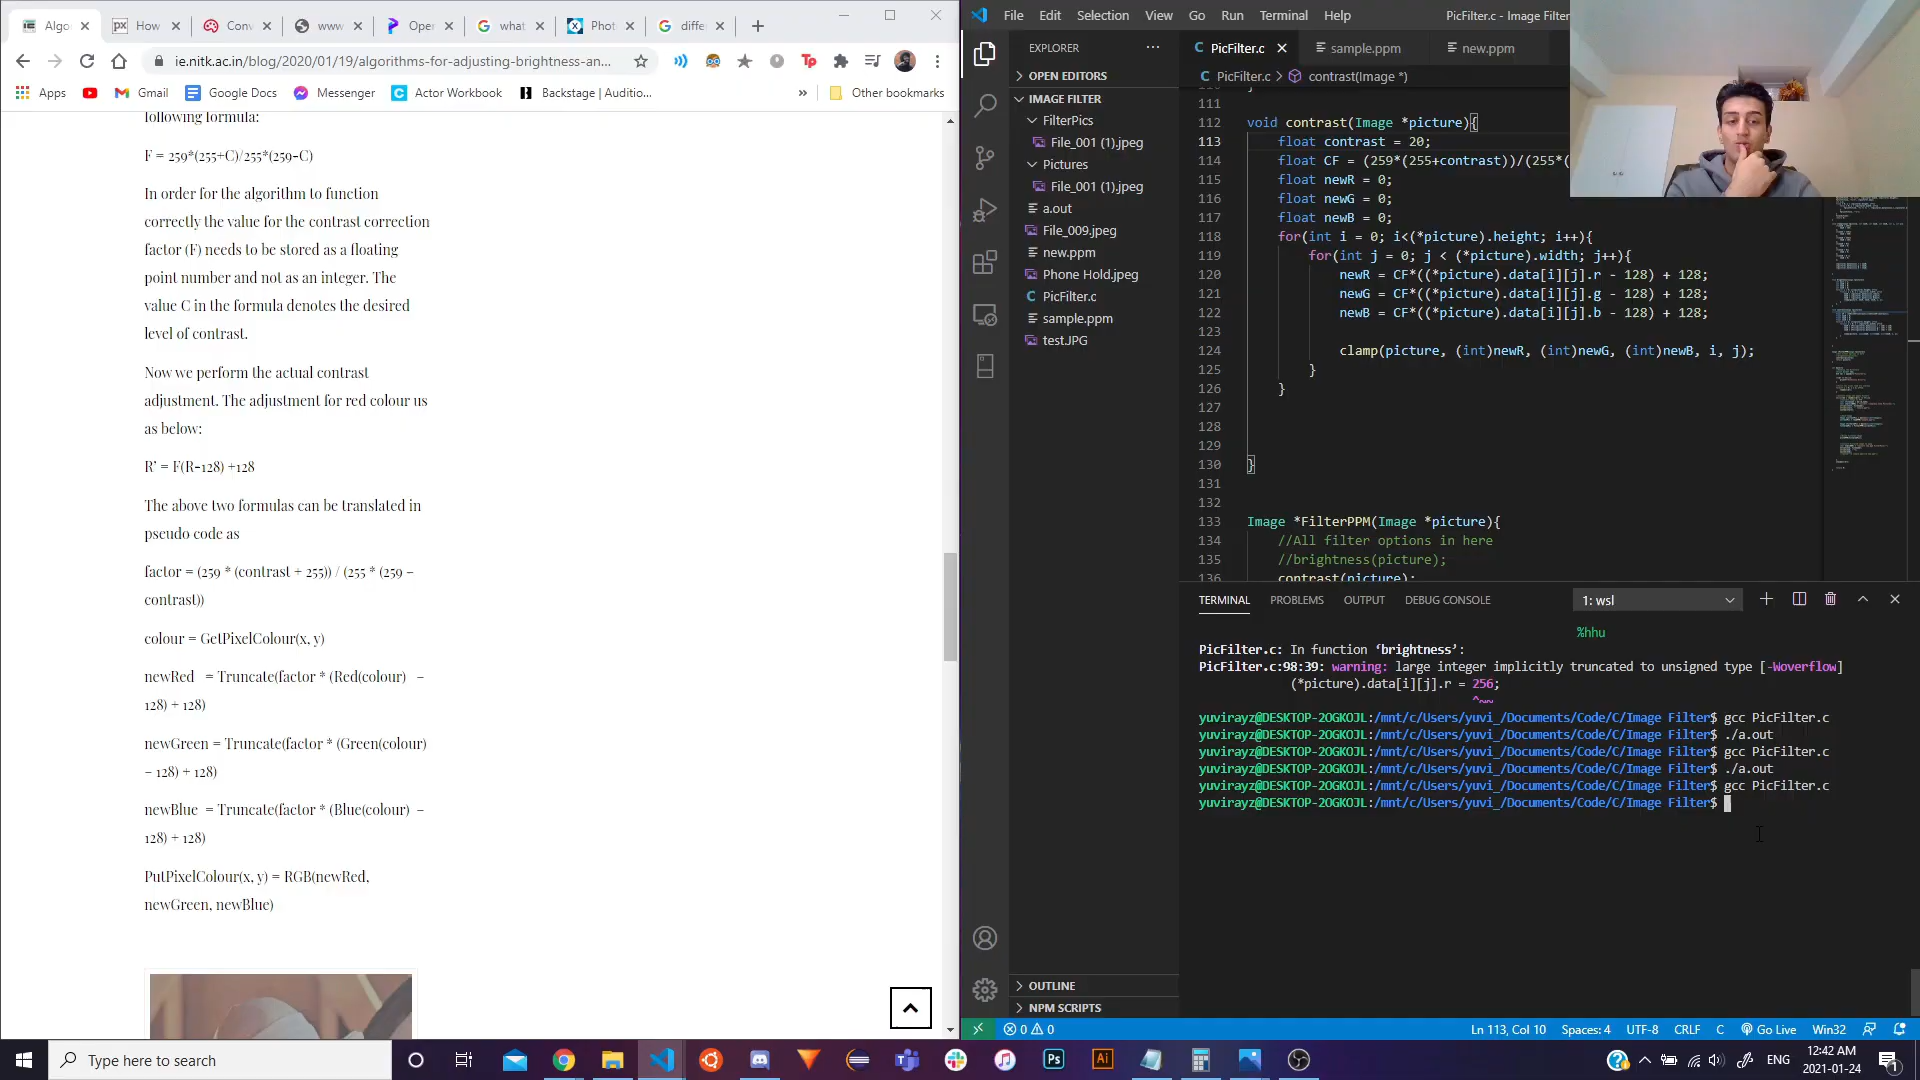 Algo
How
Conv
www
Open
what
Phot
diffe
ie.nitk.ac.in/blog/2020/01/19/algorithms-for-adjusting-brightness-an...
Apps
Gmail
Google Docs
Messenger
Actor Workbook
Backstage | Auditio...
»
Other bookmarks
following formula:
F = 259*(255+C)/255*(259-C)
In order for the algorithm to function
correctly the value for the contrast correction
factor (F) needs to be stored as a floating
point number and not as an integer. The
value C in the formula denotes the desired
level of contrast.
Now we perform the actual contrast
adjustment. The adjustment for red colour us
as below:
R’ = F(R-128) +128
The above two formulas can be translated in
pseudo code as
factor = (259 * (contrast + 255)) / (255 * (259 –
contrast))
colour = GetPixelColour(x, y)
newRed = Truncate(factor * (Red(colour) –
128) + 128)
newGreen = Truncate(factor * (Green(colour)
– 128) + 128)
newBlue = Truncate(factor * (Blue(colour) –
128) + 128)
PutPixelColour(x, y) = RGB(newRed,
newGreen, newBlue)
File Edit Selection View Go Run Terminal Help
PicFilter.c - Image Filter
EXPLORER
OPEN EDITORS
IMAGE FILTER
FilterPics
File_001 (1).jpeg
Pictures
File_001 (1).jpeg
a.out
File_009.jpeg
new.ppm
Phone Hold.jpeg
PicFilter.c
sample.ppm
test.JPG
OUTLINE
NPM SCRIPTS
PicFilter.c
sample.ppm
new.ppm
PicFilter.c > contrast(Image *)
110 }
111
112 void contrast(Image *picture){
113 float contrast = 20;
114 float CF = (259*(255+contrast))/(255*(
115 float newR = 0;
116 float newG = 0;
117 float newB = 0;
118 for(int i = 0; i<(*picture).height; i++){
119 for(int j = 0; j < (*picture).width; j++){
120 newR = CF*((*picture).data[i][j].r - 128) + 128;
121 newG = CF*((*picture).data[i][j].g - 128) + 128;
122 newB = CF*((*picture).data[i][j].b - 128) + 128;
123
124 clamp(picture, (int)newR, (int)newG, (int)newB, i, j);
125 }
126 }
127
128
129
130 }
131
132
133 Image *FilterPPM(Image *picture){
134 //All filter options in here
135 //brightness(picture);
136 contrast(picture);
TERMINAL PROBLEMS OUTPUT DEBUG CONSOLE
1: wsl
%hhu
PicFilter.c: In function ‘brightness’:
PicFilter.c:98:39: warning: large integer implicitly truncated to unsigned type [-Woverflow]
(*picture).data[i][j].r = 256;
^~~
yuvirayz@DESKTOP-2OGKOJL:/mnt/c/Users/yuvi_/Documents/Code/C/Image Filter$ gcc PicFilter.c
yuvirayz@DESKTOP-2OGKOJL:/mnt/c/Users/yuvi_/Documents/Code/C/Image Filter$ ./a.out
yuvirayz@DESKTOP-2OGKOJL:/mnt/c/Users/yuvi_/Documents/Code/C/Image Filter$ gcc PicFilter.c
yuvirayz@DESKTOP-2OGKOJL:/mnt/c/Users/yuvi_/Documents/Code/C/Image Filter$ ./a.out
yuvirayz@DESKTOP-2OGKOJL:/mnt/c/Users/yuvi_/Documents/Code/C/Image Filter$ gcc PicFilter.c
yuvirayz@DESKTOP-2OGKOJL:/mnt/c/Users/yuvi_/Documents/Code/C/Image Filter$
0 0
Ln 113, Col 10 Spaces: 4 UTF-8 CRLF C Go Live Win32
Type here to search
Ps
Ai
ENG
12:42 AM
2021-01-24
1